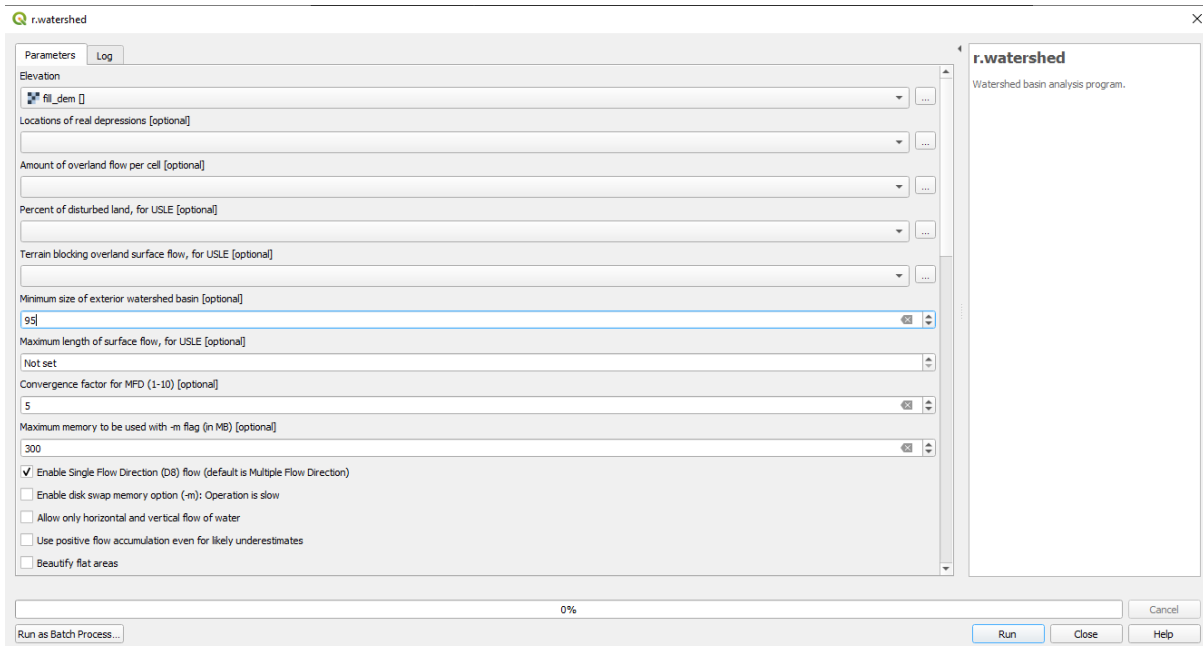 r.watershed
Parameters Log
Elevation
fill_dem []
...
Locations of real depressions [optional]
...
Amount of overland flow per cell [optional]
...
Percent of disturbed land, for USLE [optional]
...
Terrain blocking overland surface flow, for USLE [optional]
...
Minimum size of exterior watershed basin [optional]
95
Maximum length of surface flow, for USLE [optional]
Not set
Convergence factor for MFD (1-10) [optional]
5
Maximum memory to be used with -m flag (in MB) [optional]
300
Enable Single Flow Direction (D8) flow (default is Multiple Flow Direction)
Enable disk swap memory option (-m): Operation is slow
Allow only horizontal and vertical flow of water
Use positive flow accumulation even for likely underestimates
Beautify flat areas
r.watershed
Watershed basin analysis program.
0%
Cancel
Run as Batch Process...
Run Close Help